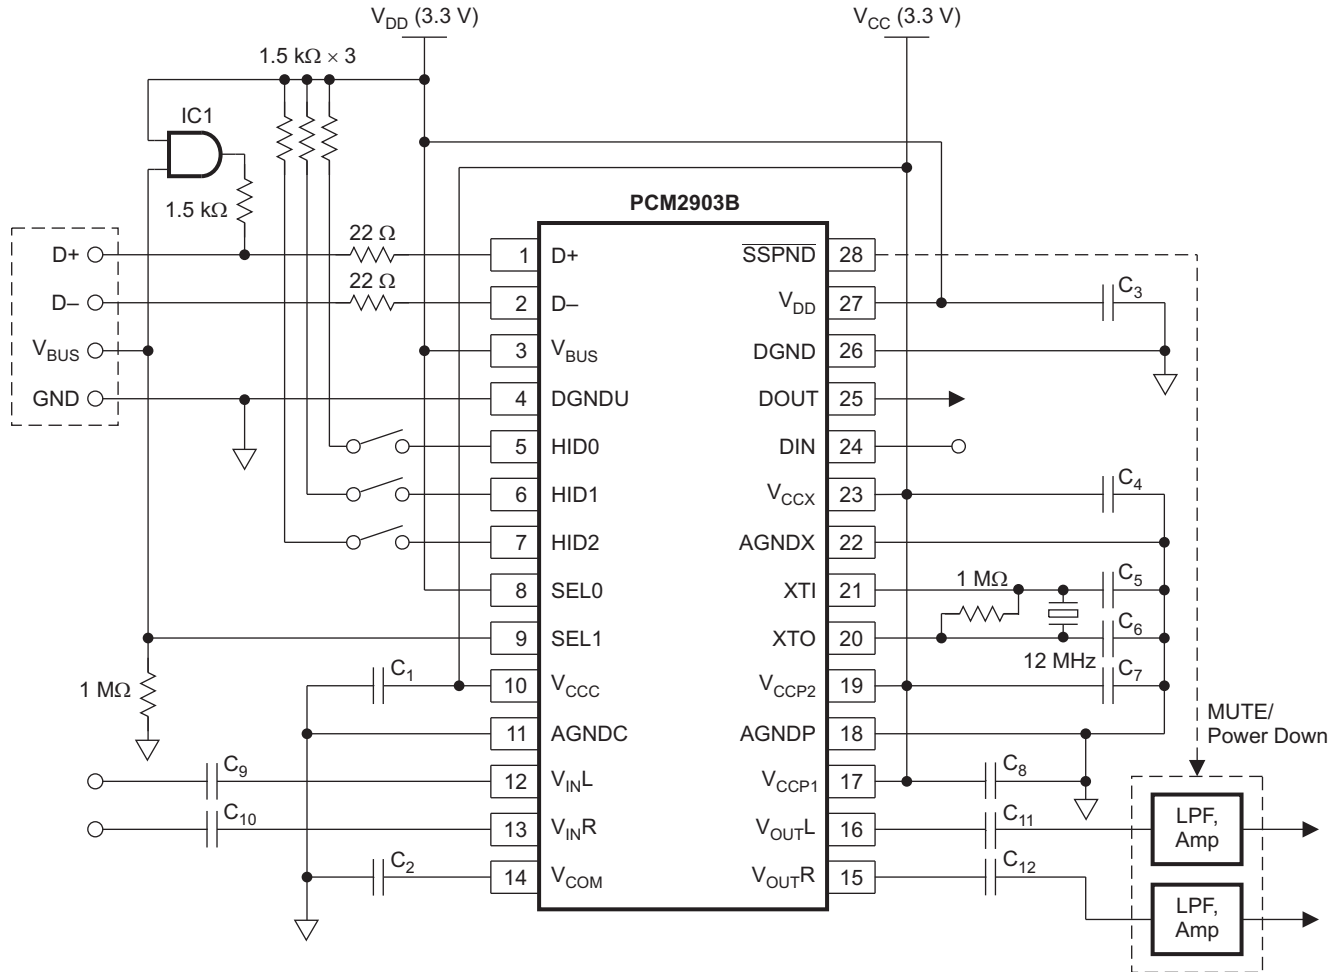 V_DD (3.3 V)
V_CC (3.3 V)
1.5 kΩ × 3
IC1
1.5 kΩ
PCM2903B
D+
D–
V_BUS
GND
22 Ω
22 Ω
1 D+
2 D–
3 V_BUS
4 DGNDU
5 HID0
6 HID1
7 HID2
8 SEL0
9 SEL1
10 V_CCC
11 AGNDC
12 V_INL
13 V_INR
14 V_COM
SSPND 28
V_DD 27
DGND 26
DOUT 25
DIN 24
V_CCX 23
AGNDX 22
XTI 21
XTO 20
V_CCP2 19
AGNDP 18
V_CCP1 17
V_OUTL 16
V_OUTR 15
1 MΩ
C_1
C_9
C_10
C_2
C_3
C_4
1 MΩ
C_5
C_6
12 MHz
C_7
C_8
C_11
C_12
MUTE/
Power Down
LPF,
Amp
LPF,
Amp